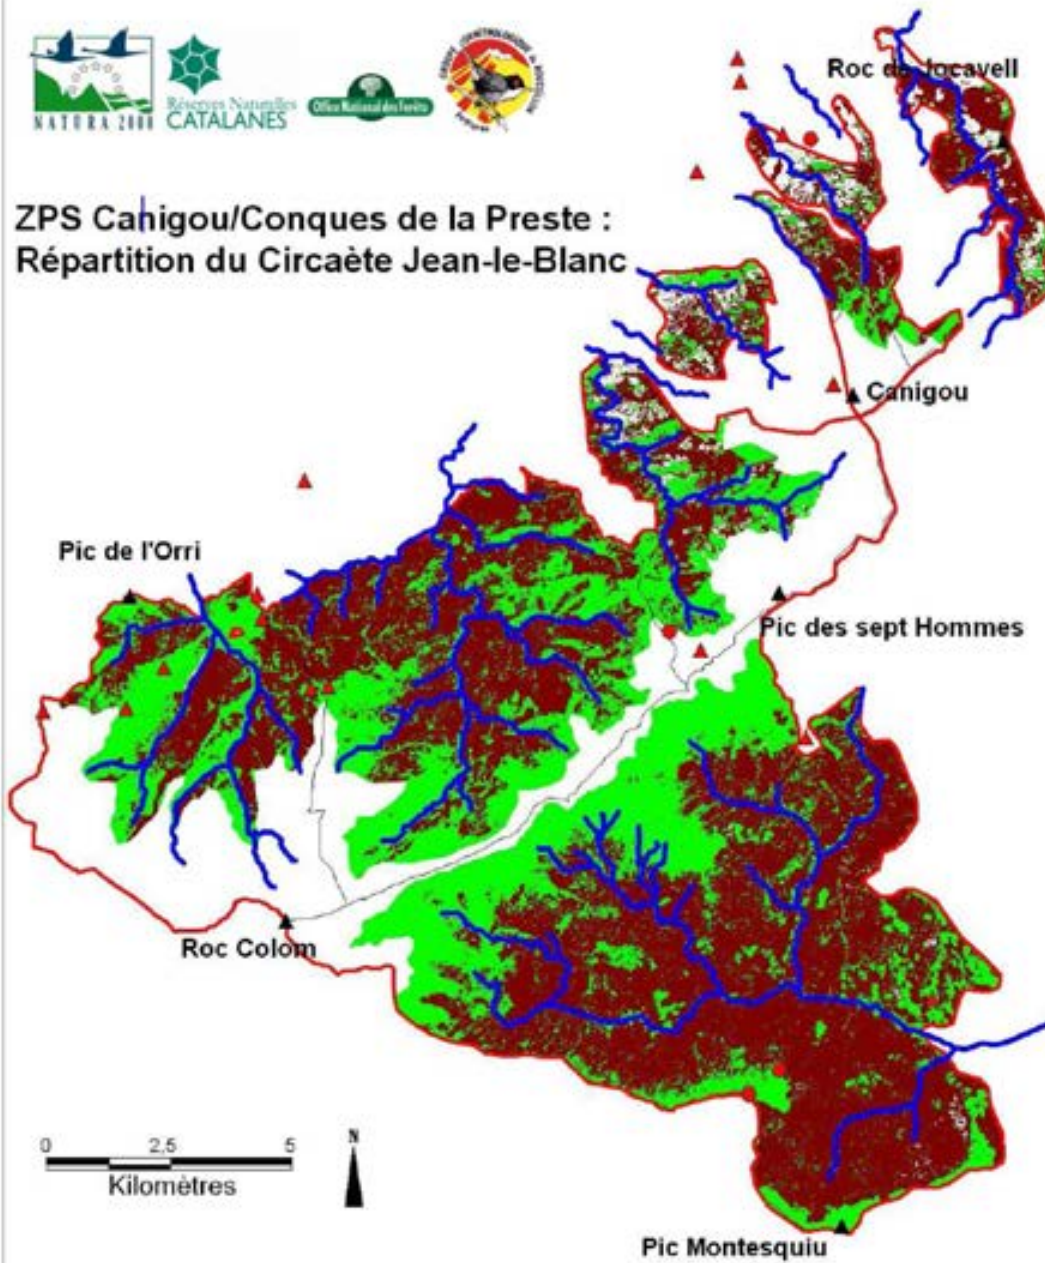 NATURA 2000
Réserves Naturelles
CATALANES
Office National des Forêts
ZPS Canigou/Conques de la Preste :
Répartition du Circaète Jean-le-Blanc
Roc de Jocavell
Canigou
Pic de l'Orri
Pic des sept Hommes
Roc Colom
0 2,5 5
Kilomètres
N
Pic Montesquiu